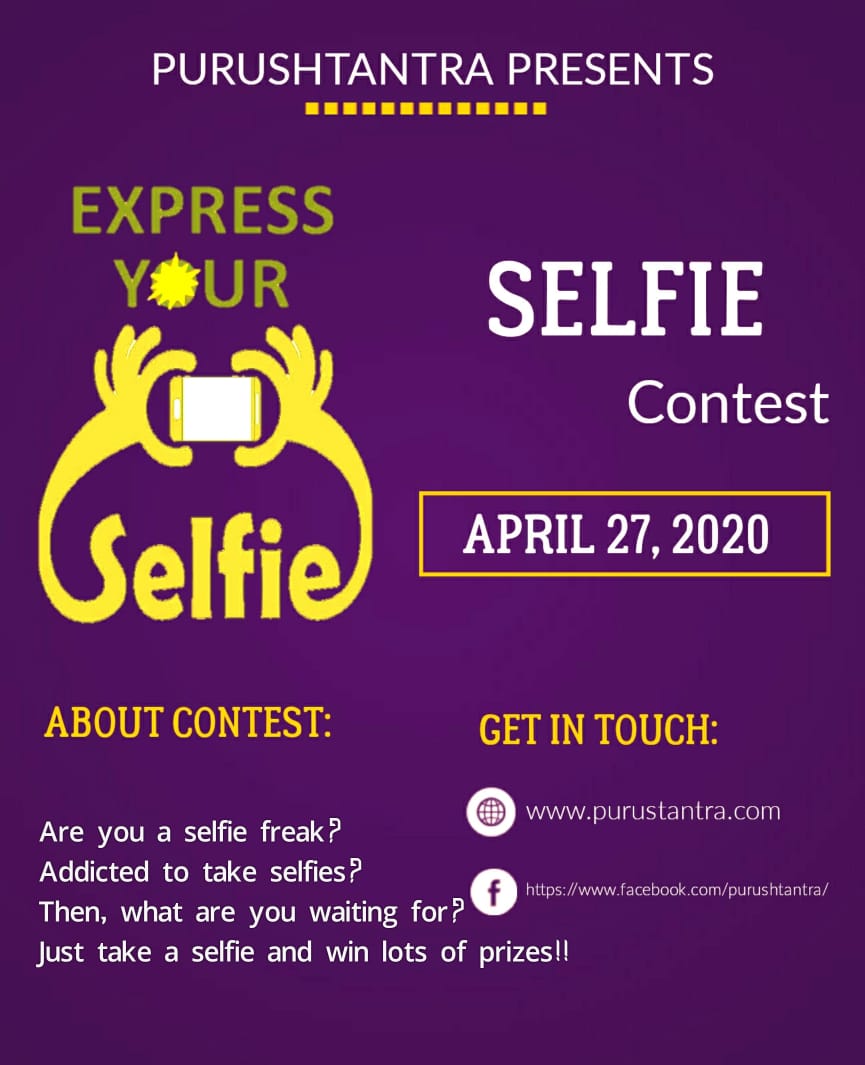 PURUSHTANTRA PRESENTS
EXPRESS
YOUR
Selfie
SELFIE
Contest
APRIL 27, 2020
ABOUT CONTEST:
Are you a selfie freak?
Addicted to take selfies?
Then, what are you waiting for?
Just take a selfie and win lots of prizes!!
GET IN TOUCH:
www.purustantra.com
https://www.facebook.com/purushtantra/